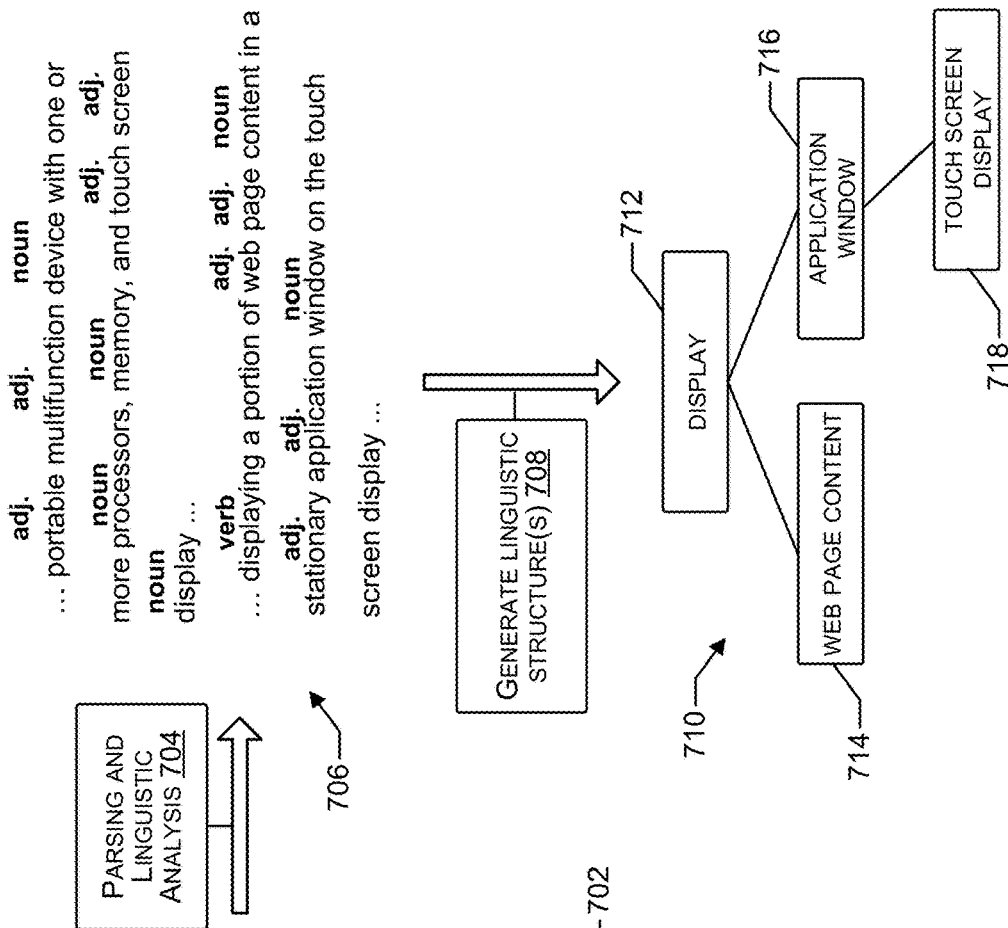 PARSING AND
LINGUISTIC
ANALYSIS 704
adj. adj. noun
… portable multifunction device with one or
noun noun adj. adj.
more processors, memory, and touch screen
noun
display …
verb adj. adj. noun
… displaying a portion of web page content in a
adj. adj. noun
stationary application window on the touch
screen display …
706
702
GENERATE LINGUISTIC
STRUCTURE(S) 708
710
712
DISPLAY
714
WEB PAGE CONTENT
716
APPLICATION
WINDOW
718
TOUCH SCREEN
DISPLAY